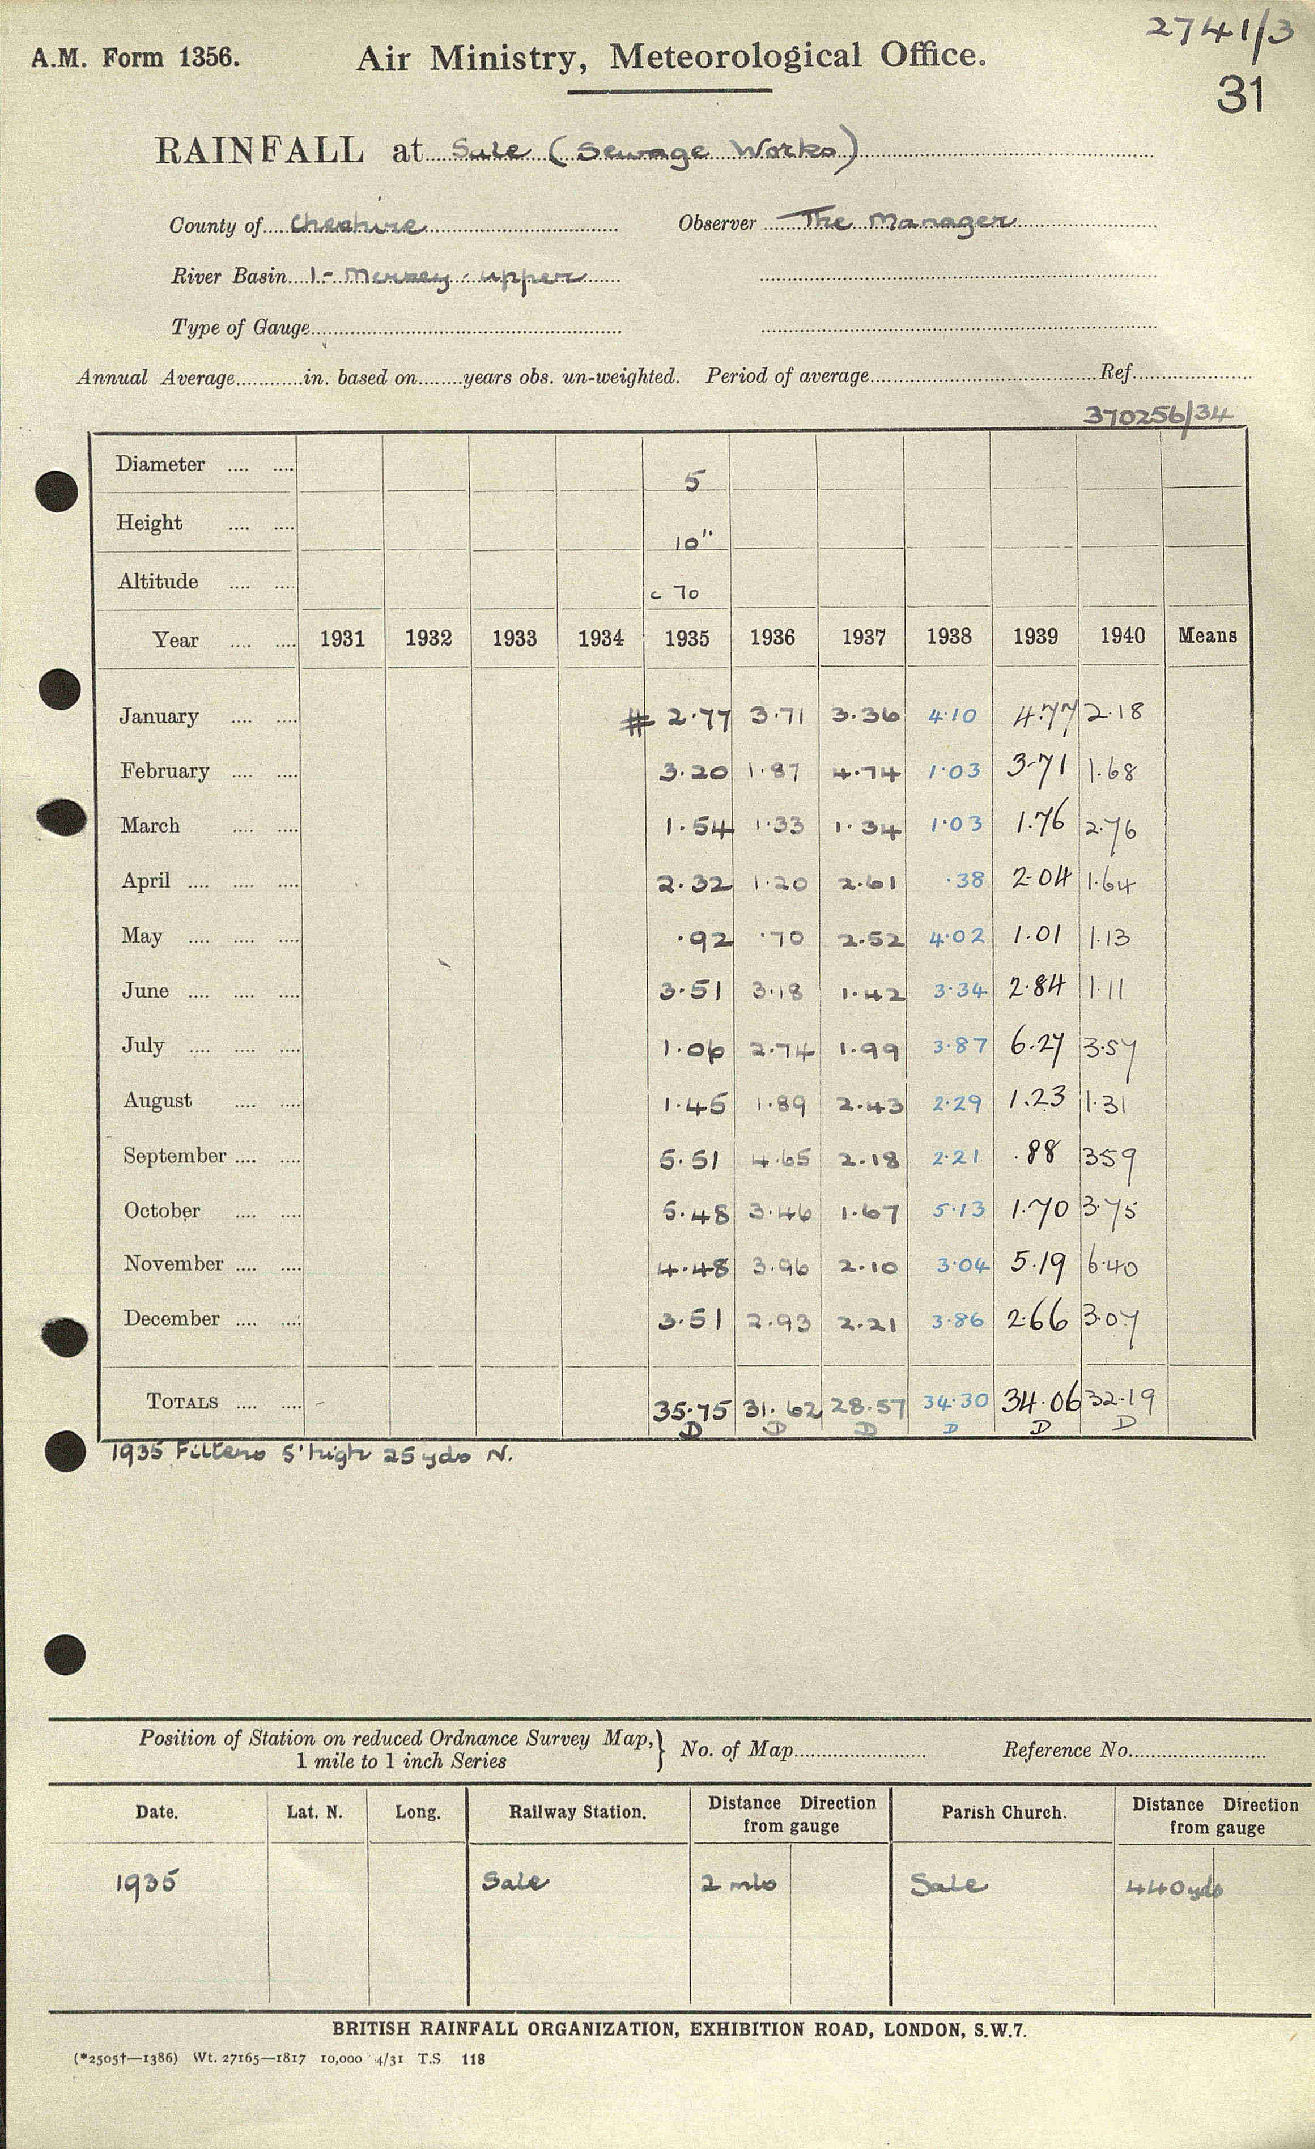 2741/3
A.M. Form 1356. Air Ministry, Meteorological Office.
31
RAINFALL at Sale (Sewage Works)
County of Cheshire Observer The Manager
River Basin 1:- Mersey - upper
Type of Gauge
Annual Average in. based on years obs. un-weighted. Period of average Ref.
370256/34
Diameter 5
Height 10"
Altitude c 70
Year 1931 1932 1933 1934 1935 1936 1937 1938 1939 1940 Means
January # 2.77 3.71 3.36 4.10 4.77 2.18
February 3.20 1.87 4.74 1.03 3.71 1.68
March 1.54 1.33 1.34 1.03 1.76 2.76
April 2.32 1.20 2.61 .38 2.04 1.64
May .92 .70 2.52 4.02 1.01 1.13
June 3.51 3.18 1.42 3.34 2.84 1.11
July 1.06 2.74 1.99 3.87 6.27 3.57
August 1.45 1.89 2.43 2.29 1.23 1.31
September 5.51 4.65 2.18 2.21 .88 359
October 5.48 3.46 1.67 5.13 1.70 3.75
November 4.48 3.96 2.10 3.04 5.19 6.40
December 3.51 2.93 2.21 3.86 2.66 3.07
TOTALS 35.75 31.62 28.57 34.30 34.06 32.19
D D D D D D
1935 Filters 5' high 25 yds N.
Position of Station on reduced Ordnance Survey Map, } No. of Map Reference No.
1 mile to 1 inch Series
Date. Lat. N. Long. Railway Station. Distance Direction from gauge Parish Church. Distance Direction from gauge
1935 Sale 2 mls Sale 440 yds
BRITISH RAINFALL ORGANIZATION, EXHIBITION ROAD, LONDON, S.W.7.
(*2505†—1386) Wt. 27165—1817 10,000 4/31 T.S. 118